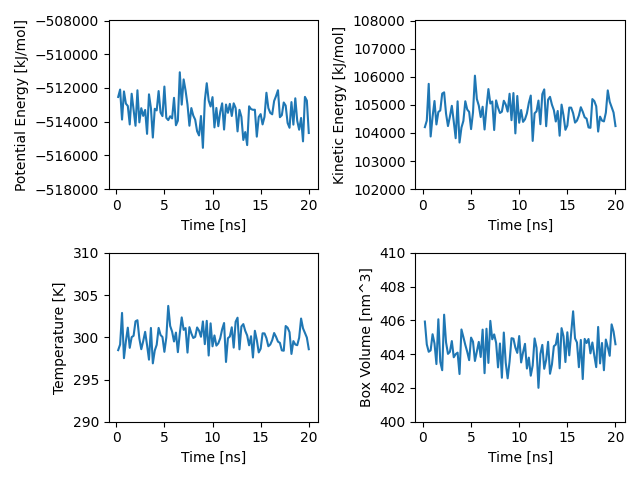 Potential Energy [kJ/mol]
−508000
−510000
−512000
−514000
−516000
−518000
0 5 10 15 20
Time [ns]
Kinetic Energy [kJ/mol]
108000
107000
106000
105000
104000
103000
102000
0 5 10 15 20
Time [ns]
Temperature [K]
310
305
300
295
290
0 5 10 15 20
Time [ns]
Box Volume [nm^3]
410
408
406
404
402
400
0 5 10 15 20
Time [ns]